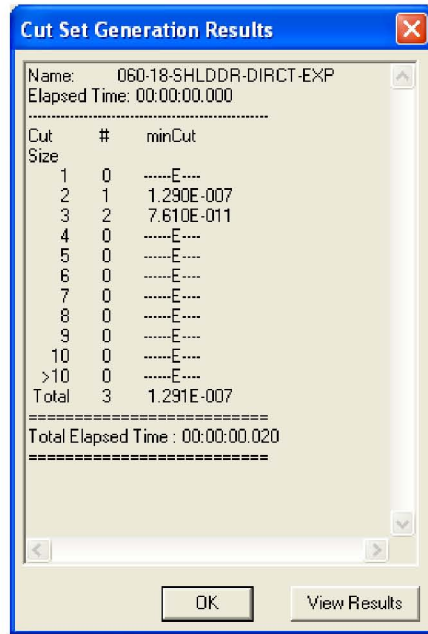 Cut Set Generation Results
Name: 060-18-SHLDDR-DIRCT-EXP
Elapsed Time: 00:00:00.000
--------------------------------------------------
Cut # minCut
Size
1 0 ------E----
2 1 1.290E-007
3 2 7.610E-011
4 0 ------E----
5 0 ------E----
6 0 ------E----
7 0 ------E----
8 0 ------E----
9 0 ------E----
10 0 ------E----
>10 0 ------E----
Total 3 1.291E-007
==========================
Total Elapsed Time : 00:00:00.020
==========================
OK View Results